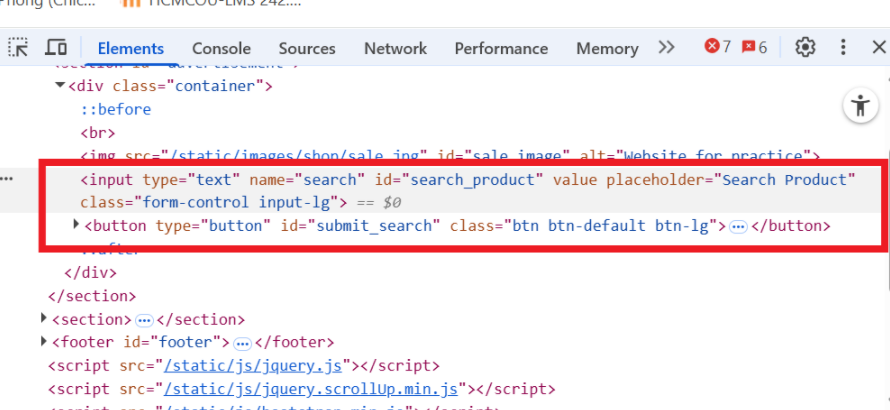 Phong (Chic...
HCMCOU-LMS 242....
Elements Console Sources Network Performance Memory 7 6
<section id="advertisement">
<div class="container">
::before
<br>
<img src="/static/images/shop/sale.jpg" id="sale_image" alt="Website for practice">
<input type="text" name="search" id="search_product" value placeholder="Search Product"
class="form-control input-lg"> == $0
<button type="button" id="submit_search" class="btn btn-default btn-lg"> … </button>
::after
</div>
</section>
<section> … </section>
<footer id="footer"> … </footer>
<script src="/static/js/jquery.js"></script>
<script src="/static/js/jquery.scrollUp.min.js"></script>
<script src="/static/js/bootstrap.min.js"></script>